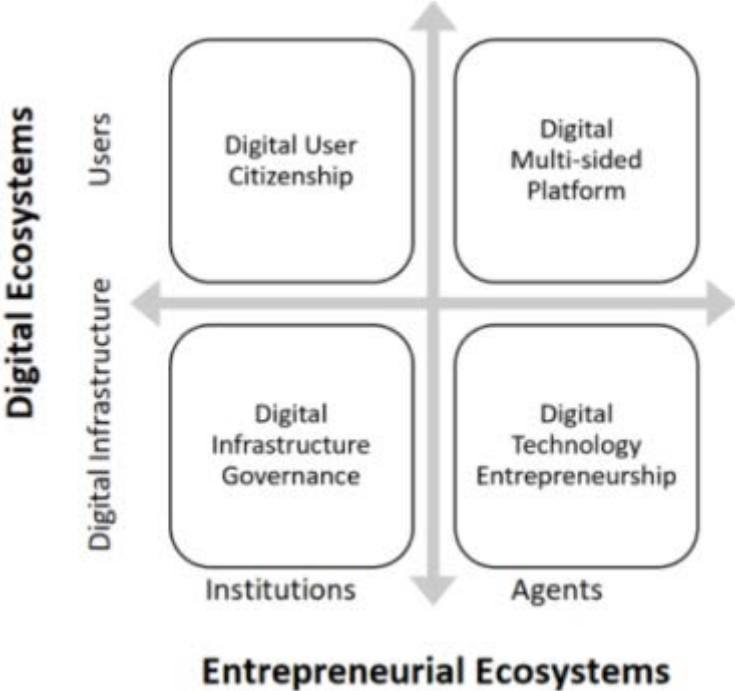 Digital Ecosystems
Users
Digital Infrastructure
Digital User
Citizenship
Digital
Multi-sided
Platform
Digital
Infrastructure
Governance
Digital
Technology
Entrepreneurship
Institutions
Agents
Entrepreneurial Ecosystems